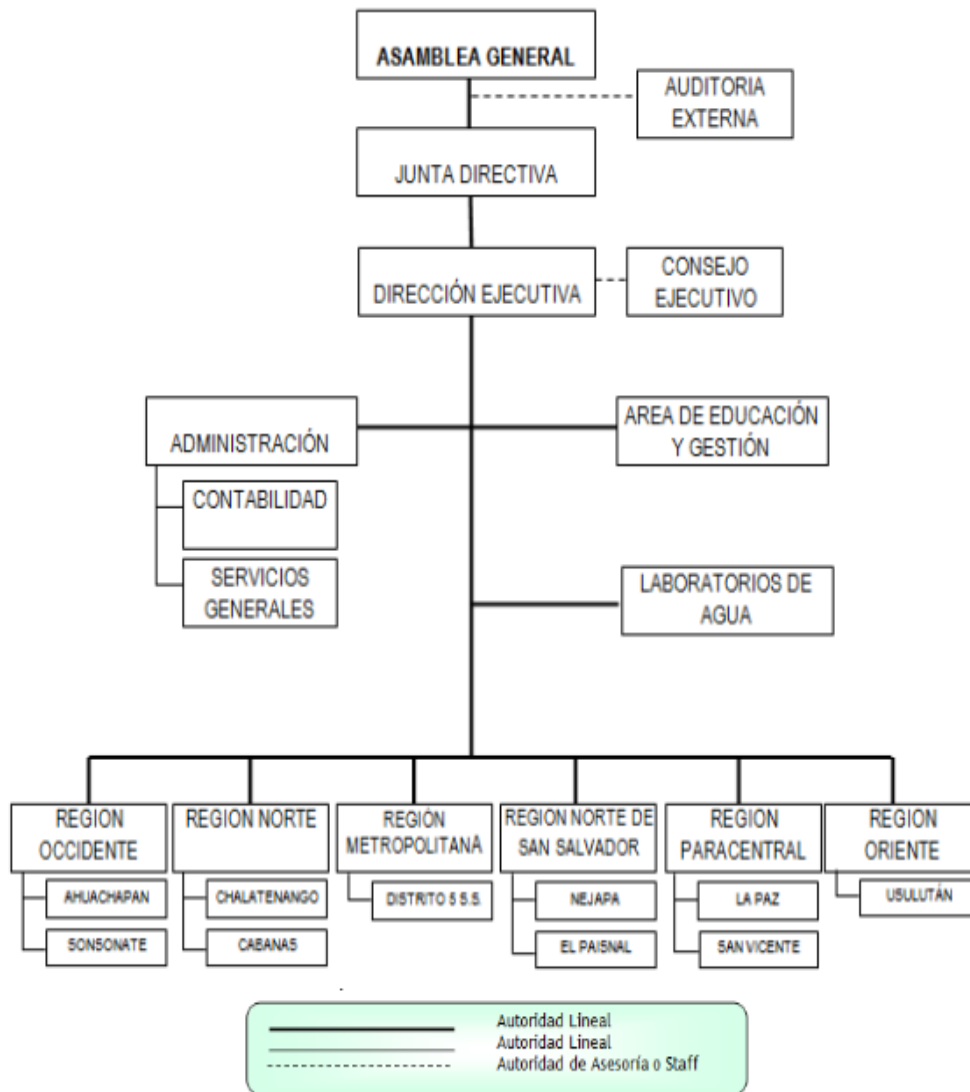 ASAMBLEA GENERAL
AUDITORIA
EXTERNA
JUNTA DIRECTIVA
DIRECCIÓN EJECUTIVA
CONSEJO
EJECUTIVO
ADMINISTRACIÓN
AREA DE EDUCACIÓN
Y GESTIÓN
CONTABILIDAD
SERVICIOS
GENERALES
LABORATORIOS DE
AGUA
REGION
OCCIDENTE
AHUACHAPAN
SONSONATE
REGION NORTE
CHALATENANGO
CABANAS
REGIÓN
METROPOLITANA
DISTRITO 5 S.S.
REGION NORTE DE
SAN SALVADOR
NEJAPA
EL PAISNAL
REGION
PARACENTRAL
LA PAZ
SAN VICENTE
REGION
ORIENTE
USULUTÁN
Autoridad Lineal
Autoridad Lineal
Autoridad de Asesoría o Staff